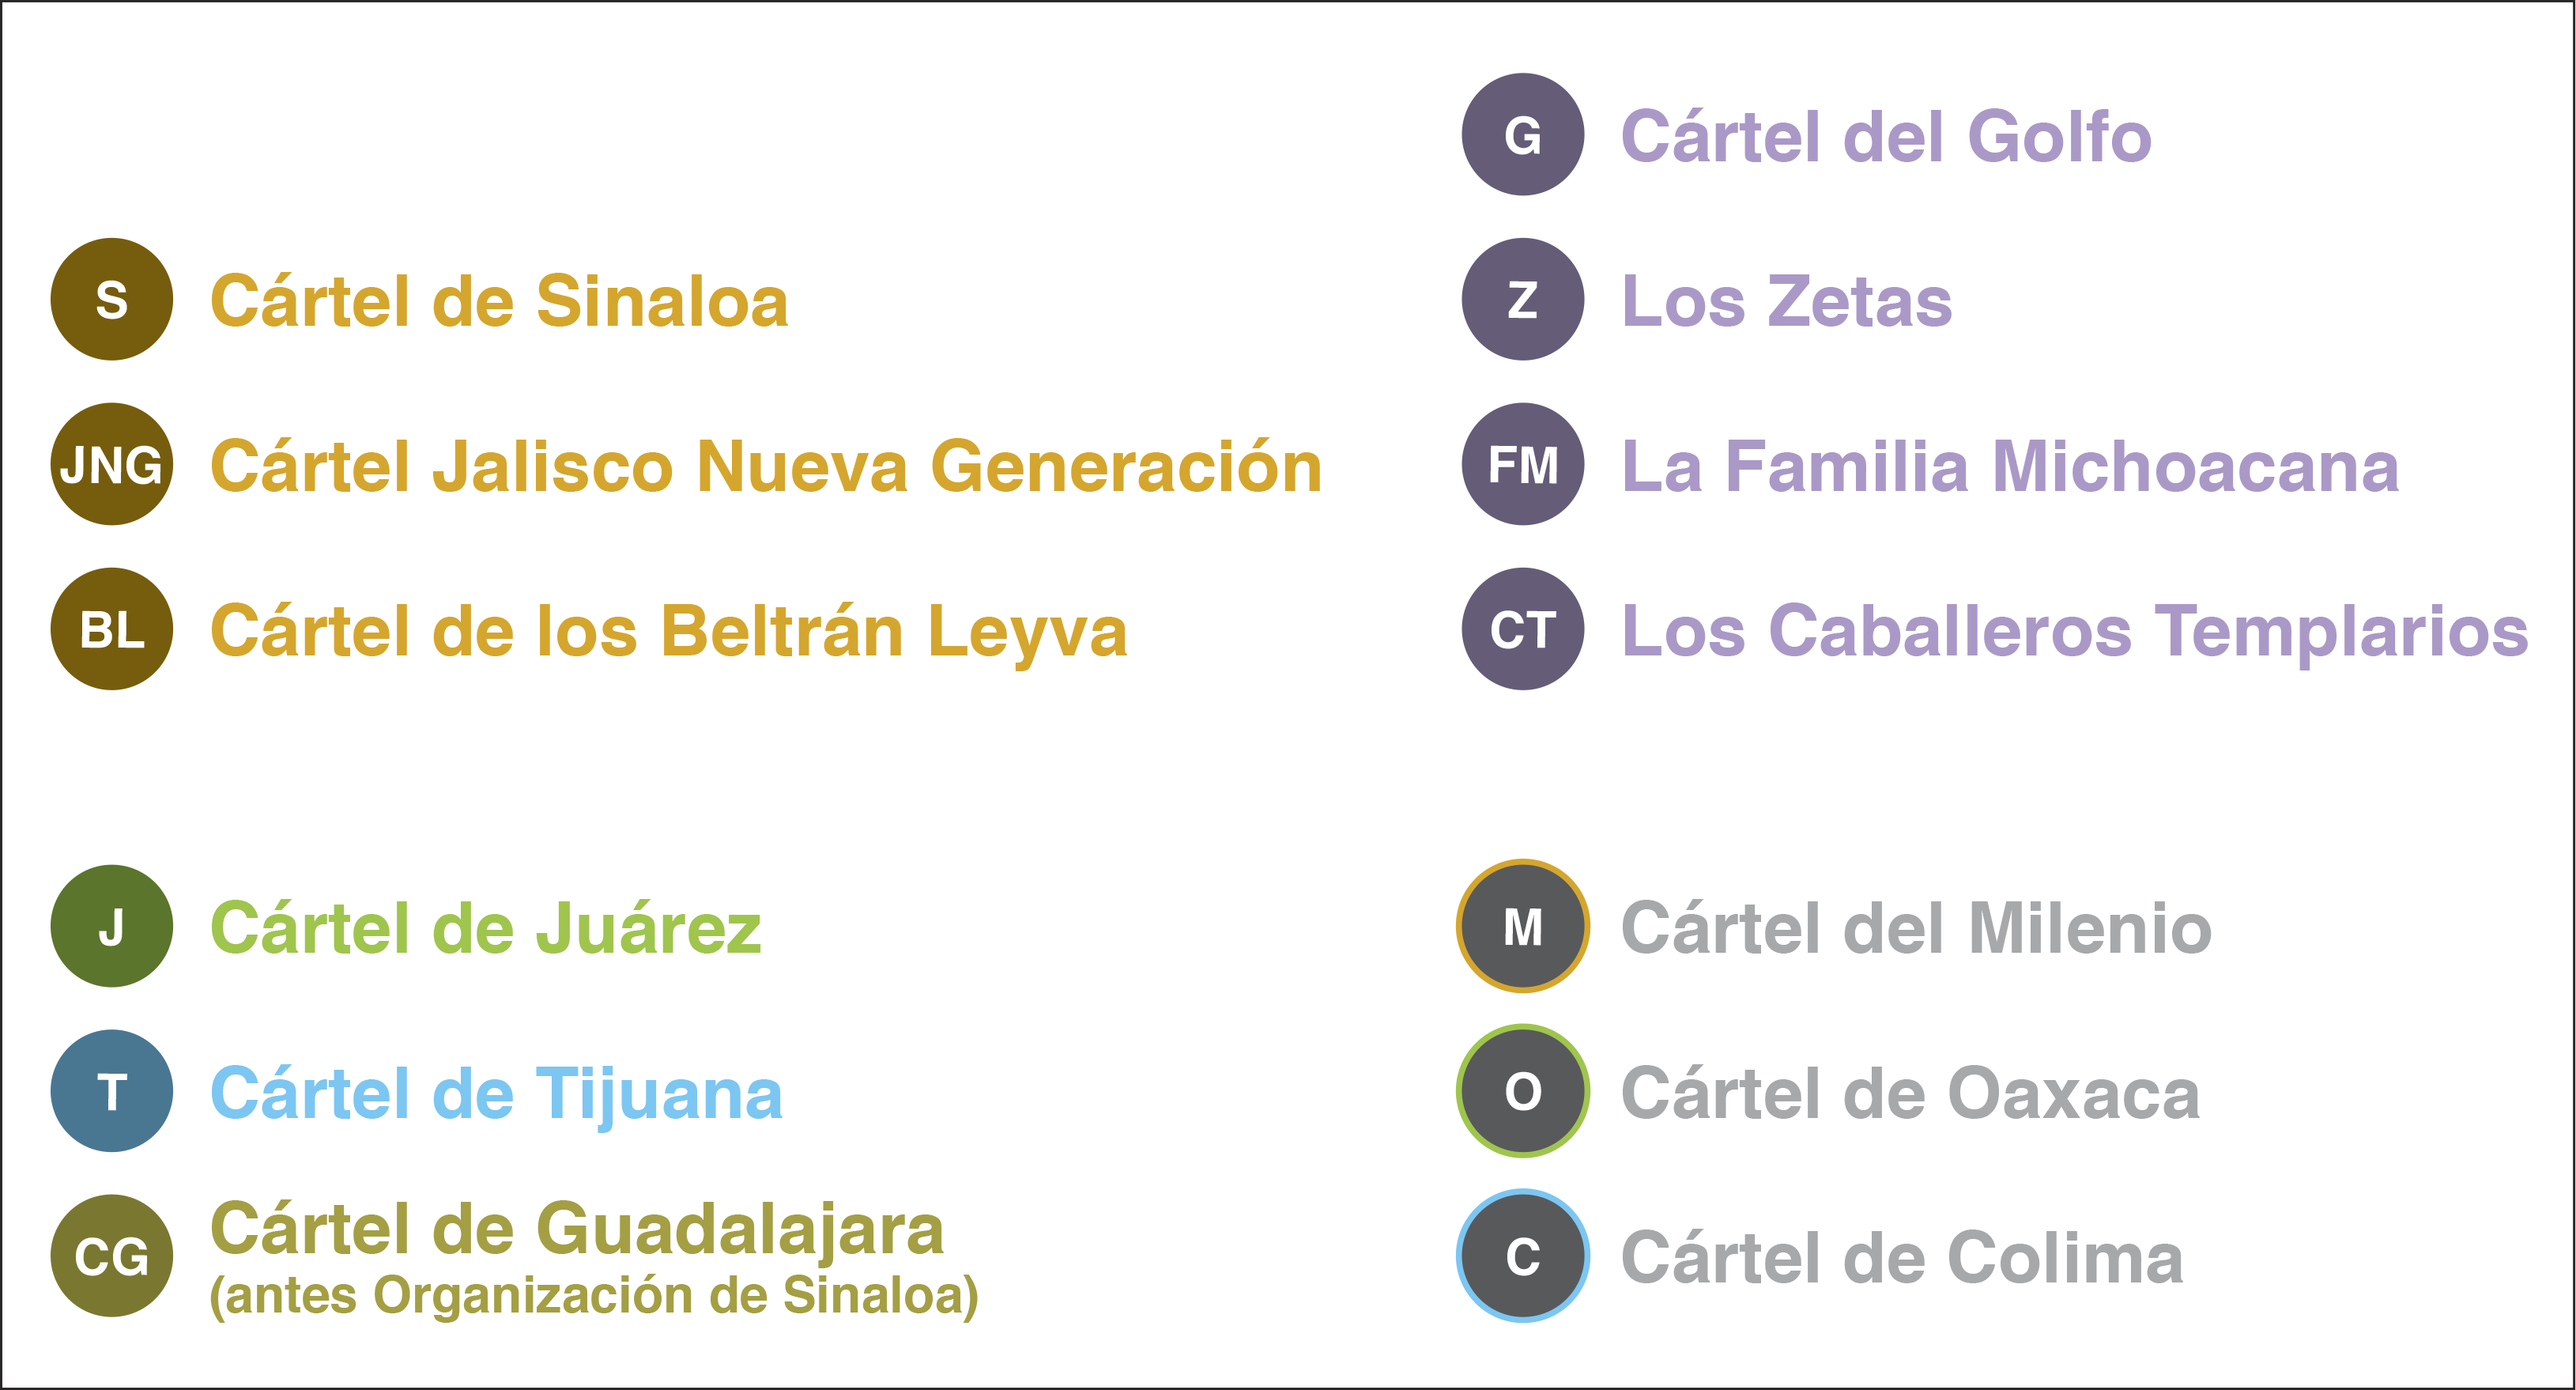 S Cártel de Sinaloa
JNG Cártel Jalisco Nueva Generación
BL Cártel de los Beltrán Leyva
J Cártel de Juárez
T Cártel de Tijuana
CG Cártel de Guadalajara
(antes Organización de Sinaloa)
G Cártel del Golfo
Z Los Zetas
FM La Familia Michoacana
CT Los Caballeros Templarios
M Cártel del Milenio
O Cártel de Oaxaca
C Cártel de Colima